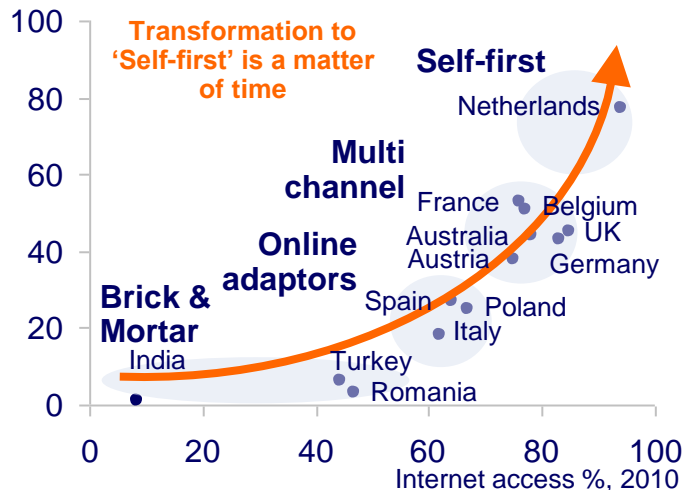 100
80
60
40
20
0
Transformation to
‘Self-first’ is a matter
of time
Self-first
Netherlands
Multi
channel
France
Belgium
Australia
UK
Austria
Germany
Online
adaptors
Spain
Poland
Italy
Brick &
Mortar
India
Turkey
Romania
0 20 40 60 80 100
Internet access %, 2010